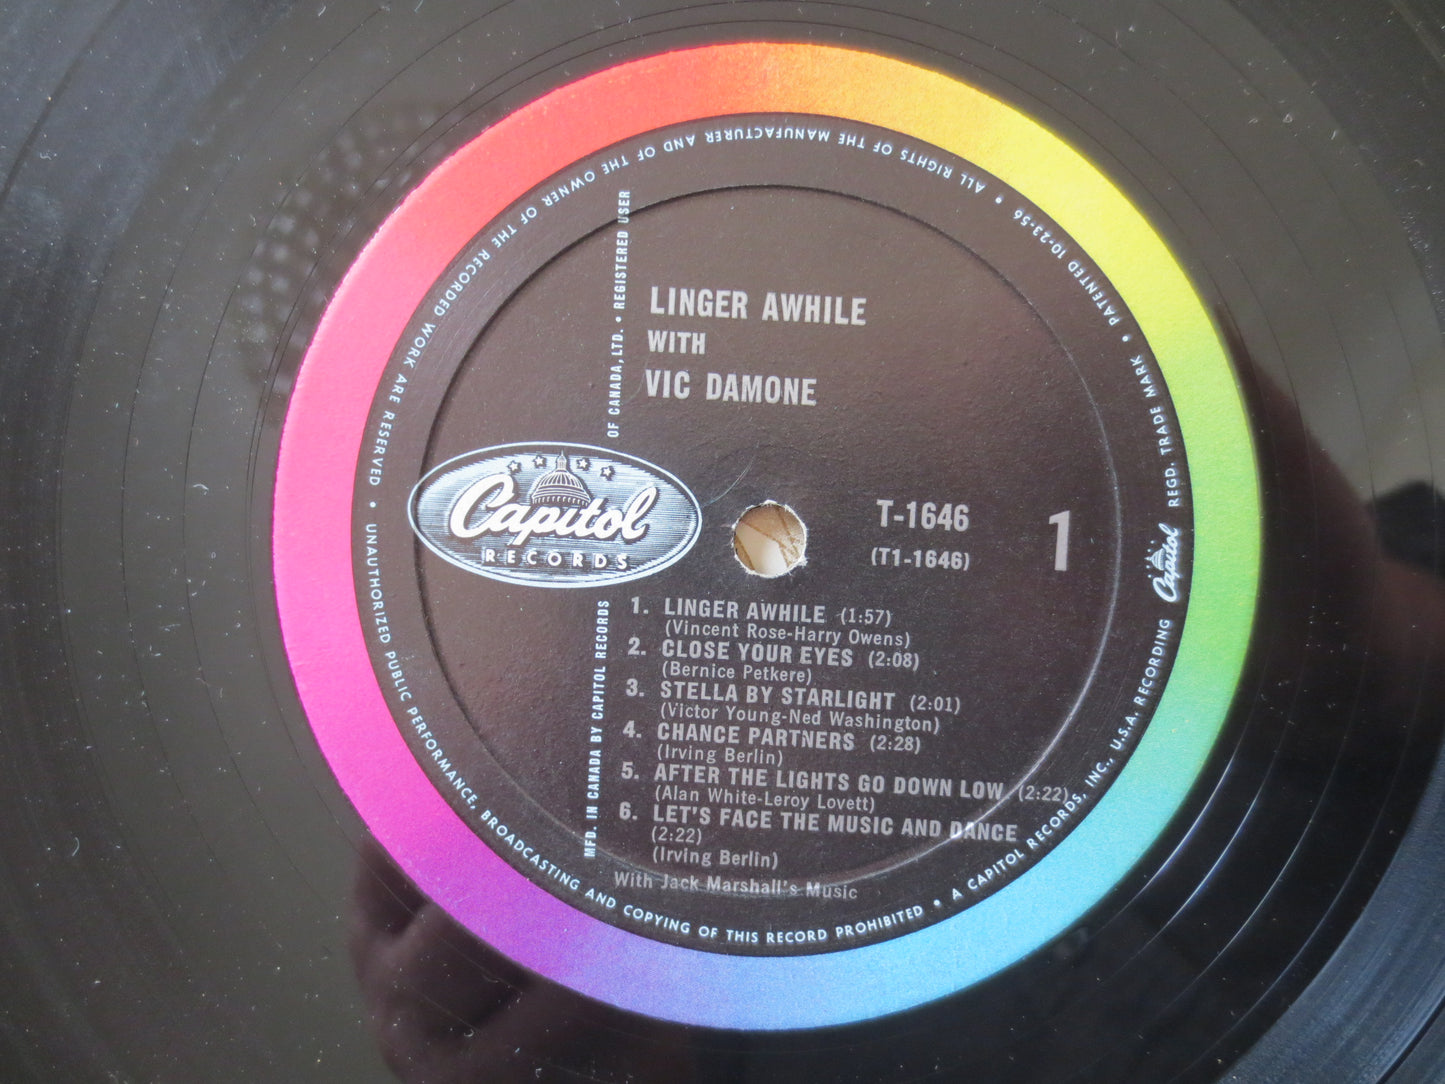 LINGER AWHILE
WITH
VIC DAMONE
Capitol
RECORDS
T-1646
(T1-1646)
1
1. LINGER AWHILE (1:57)
(Vincent Rose-Harry Owens)
2. CLOSE YOUR EYES (2:08)
(Bernice Petkere)
3. STELLA BY STARLIGHT (2:01)
(Victor Young-Ned Washington)
4. CHANCE PARTNERS (2:28)
(Irving Berlin)
5. AFTER THE LIGHTS GO DOWN LOW (2:22)
(Alan White-Leroy Lovett)
6. LET'S FACE THE MUSIC AND DANCE
(2:22)
(Irving Berlin)
With Jack Marshall's Music
MFD. IN CANADA BY CAPITOL RECORDS OF CANADA, LTD. • REGISTERED USER
A CAPITOL RECORDS, INC., U.S.A. RECORDING Capitol REGD. TRADE MARK • PATENTED 10-23-56 • ALL RIGHTS OF THE MANUFACTURER AND OF THE OWNER OF THE RECORDED WORK ARE RESERVED • UNAUTHORIZED PUBLIC PERFORMANCE, BROADCASTING AND COPYING OF THIS RECORD PROHIBITED •